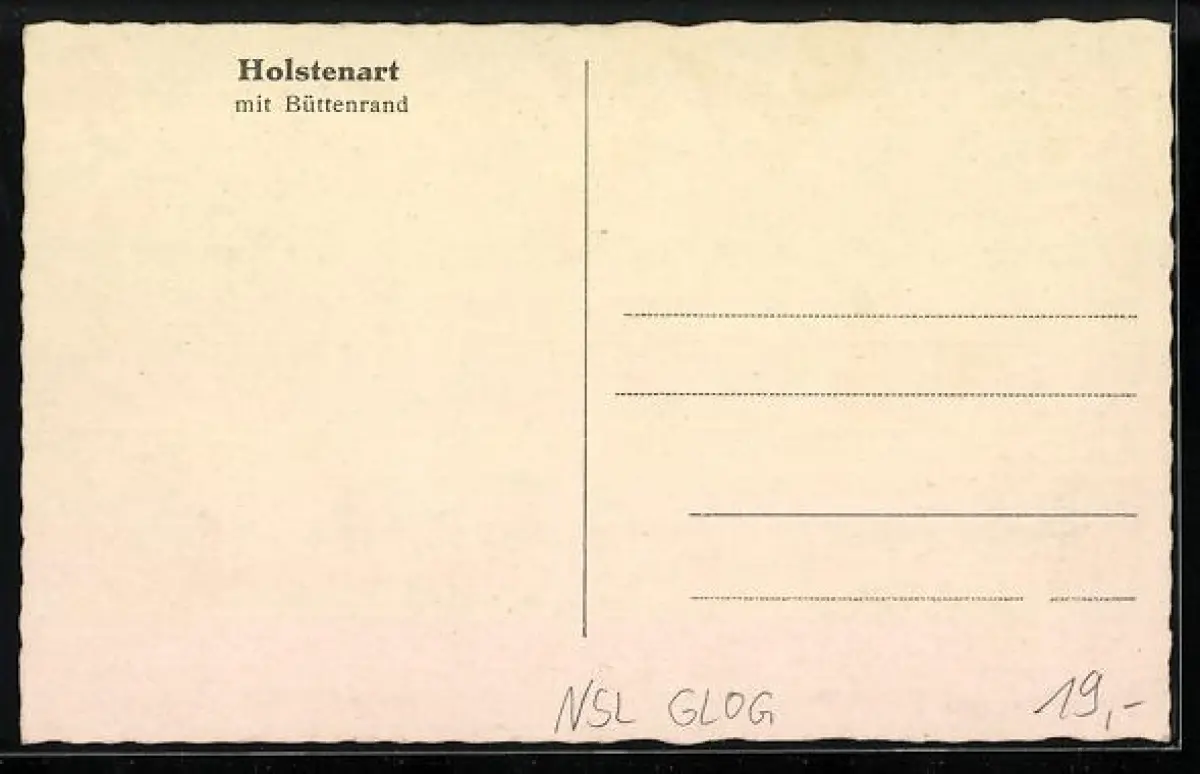 Holstenart
mit Büttenrand
NSL GLOG 19,-